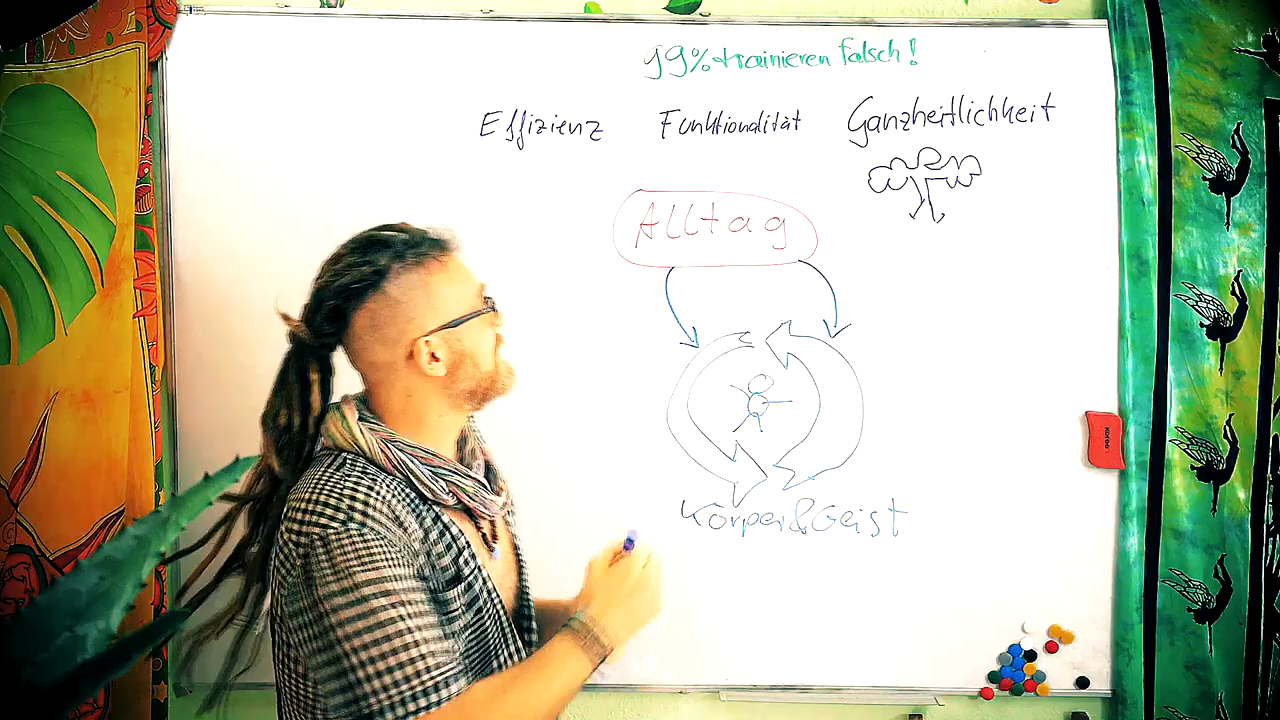 99% trainieren falsch!
Effizienz Funktionalität Ganzheitlichkeit
Alltag
Körper & Geist